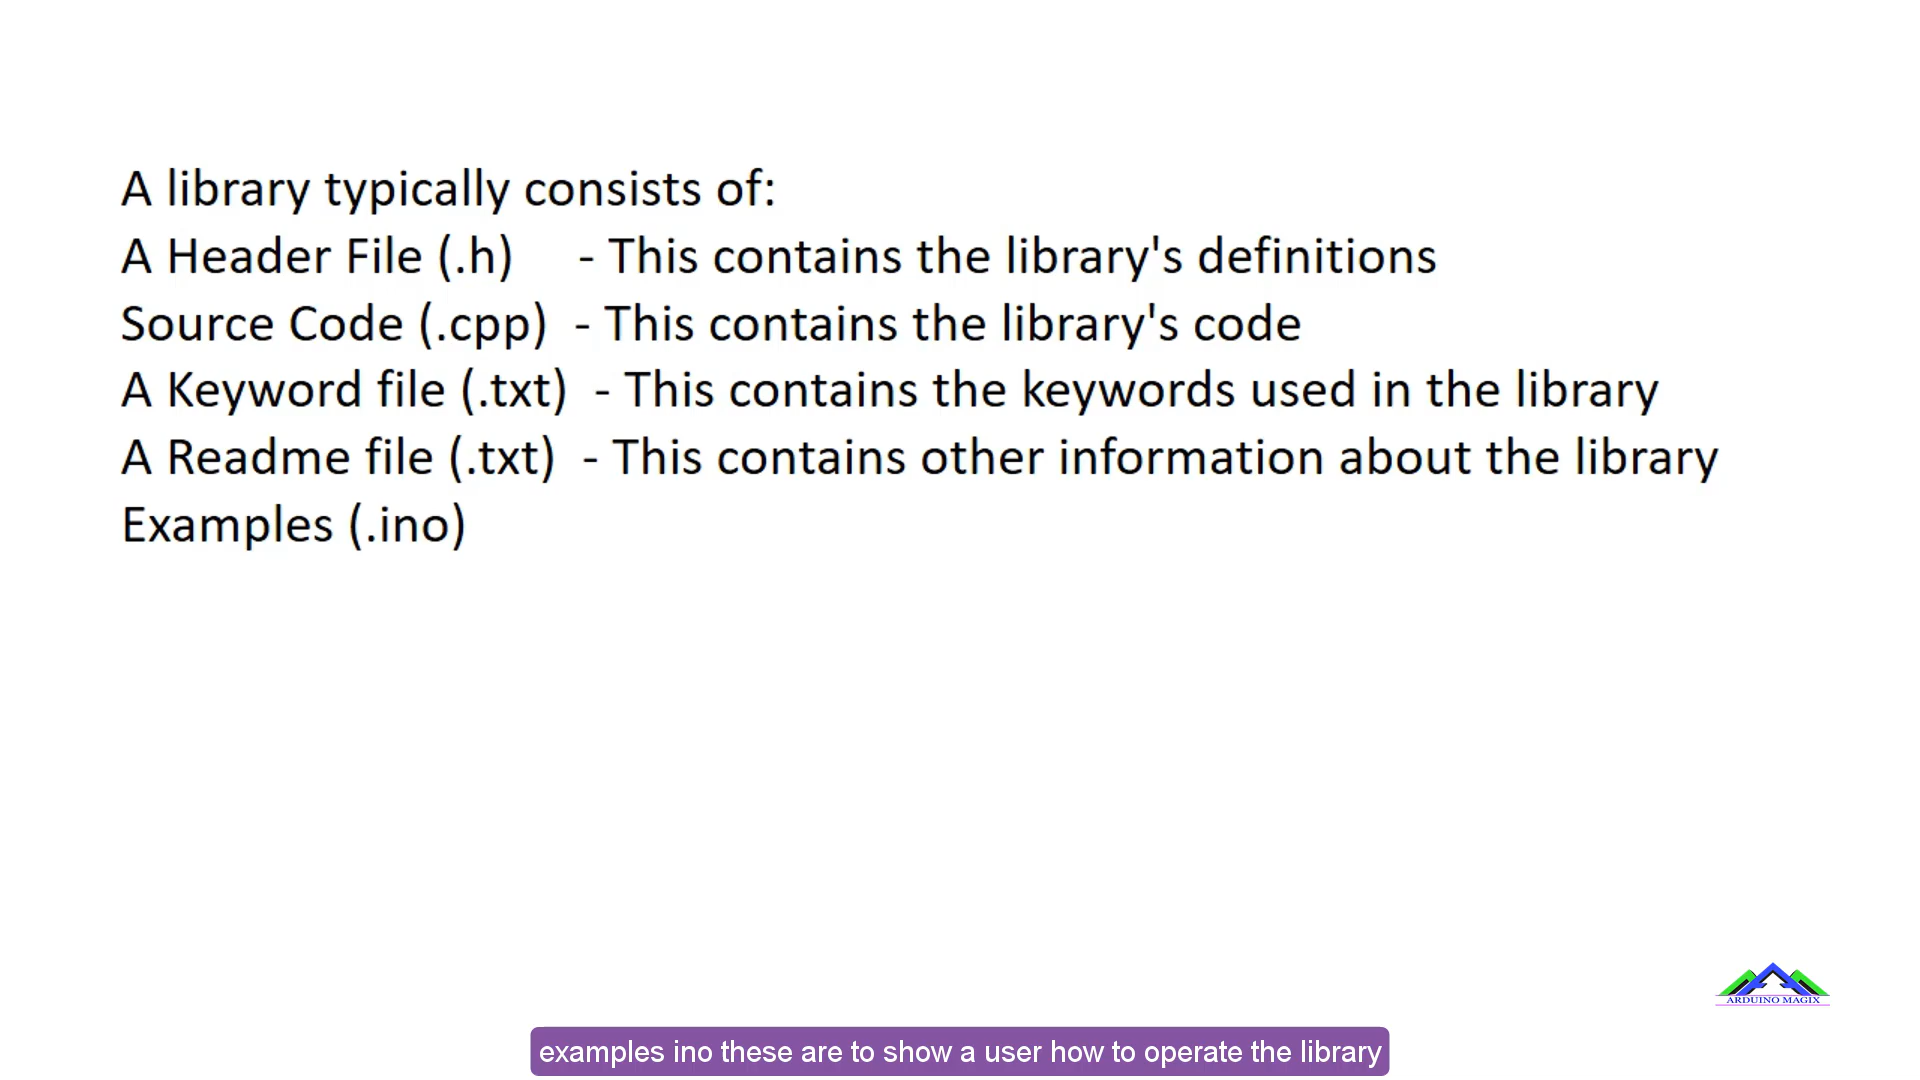 A library typically consists of:
A Header File (.h) - This contains the library's definitions
Source Code (.cpp) - This contains the library's code
A Keyword file (.txt) - This contains the keywords used in the library
A Readme file (.txt) - This contains other information about the library
Examples (.ino)
ARDUINO MAGIX
examples ino these are to show a user how to operate the library